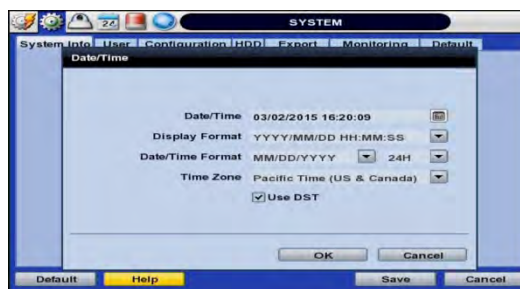 SYSTEM
System Info User Configuration HDD Export Monitoring Default
Date/Time
Date/Time 03/02/2015 16:20:09
Display Format YYYY/MM/DD HH:MM:SS
Date/Time Format MM/DD/YYYY 24H
Time Zone Pacific Time (US & Canada)
Use DST
OK Cancel
Default Help Save Cancel